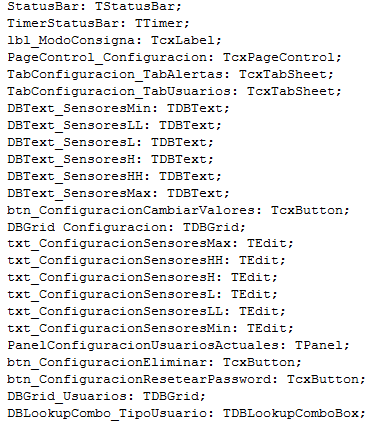 StatusBar: TStatusBar;
TimerStatusBar: TTimer;
lbl_ModoConsigna: TcxLabel;
PageControl_Configuracion: TcxPageControl;
TabConfiguracion_TabAlertas: TcxTabSheet;
TabConfiguracion_TabUsuarios: TcxTabSheet;
DBText_SensoresMin: TDBText;
DBText_SensoresLL: TDBText;
DBText_SensoresL: TDBText;
DBText_SensoresH: TDBText;
DBText_SensoresHH: TDBText;
DBText_SensoresMax: TDBText;
btn_ConfiguracionCambiarValores: TcxButton;
DBGrid Configuracion: TDBGrid;
txt_ConfiguracionSensoresMax: TEdit;
txt_ConfiguracionSensoresHH: TEdit;
txt_ConfiguracionSensoresH: TEdit;
txt_ConfiguracionSensoresL: TEdit;
txt_ConfiguracionSensoresLL: TEdit;
txt_ConfiguracionSensoresMin: TEdit;
PanelConfiguracionUsuariosActuales: TPanel;
btn_ConfiguracionEliminar: TcxButton;
btn_ConfiguracionResetearPassword: TcxButton;
DBGrid_Usuarios: TDBGrid;
DBLookupCombo_TipoUsuario: TDBLookupComboBox;